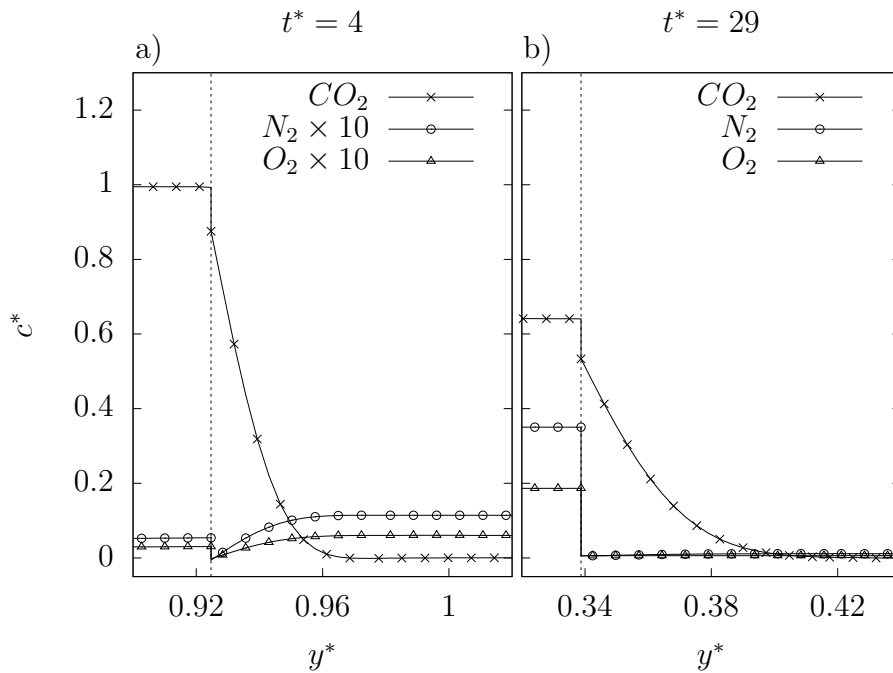 t* = 4
t* = 29
a)
b)
CO₂
N₂ × 10
O₂ × 10
CO₂
N₂
O₂
1.2
1
0.8
0.6
0.4
0.2
0
c*
0.92
0.96
1
0.34
0.38
0.42
y*
y*